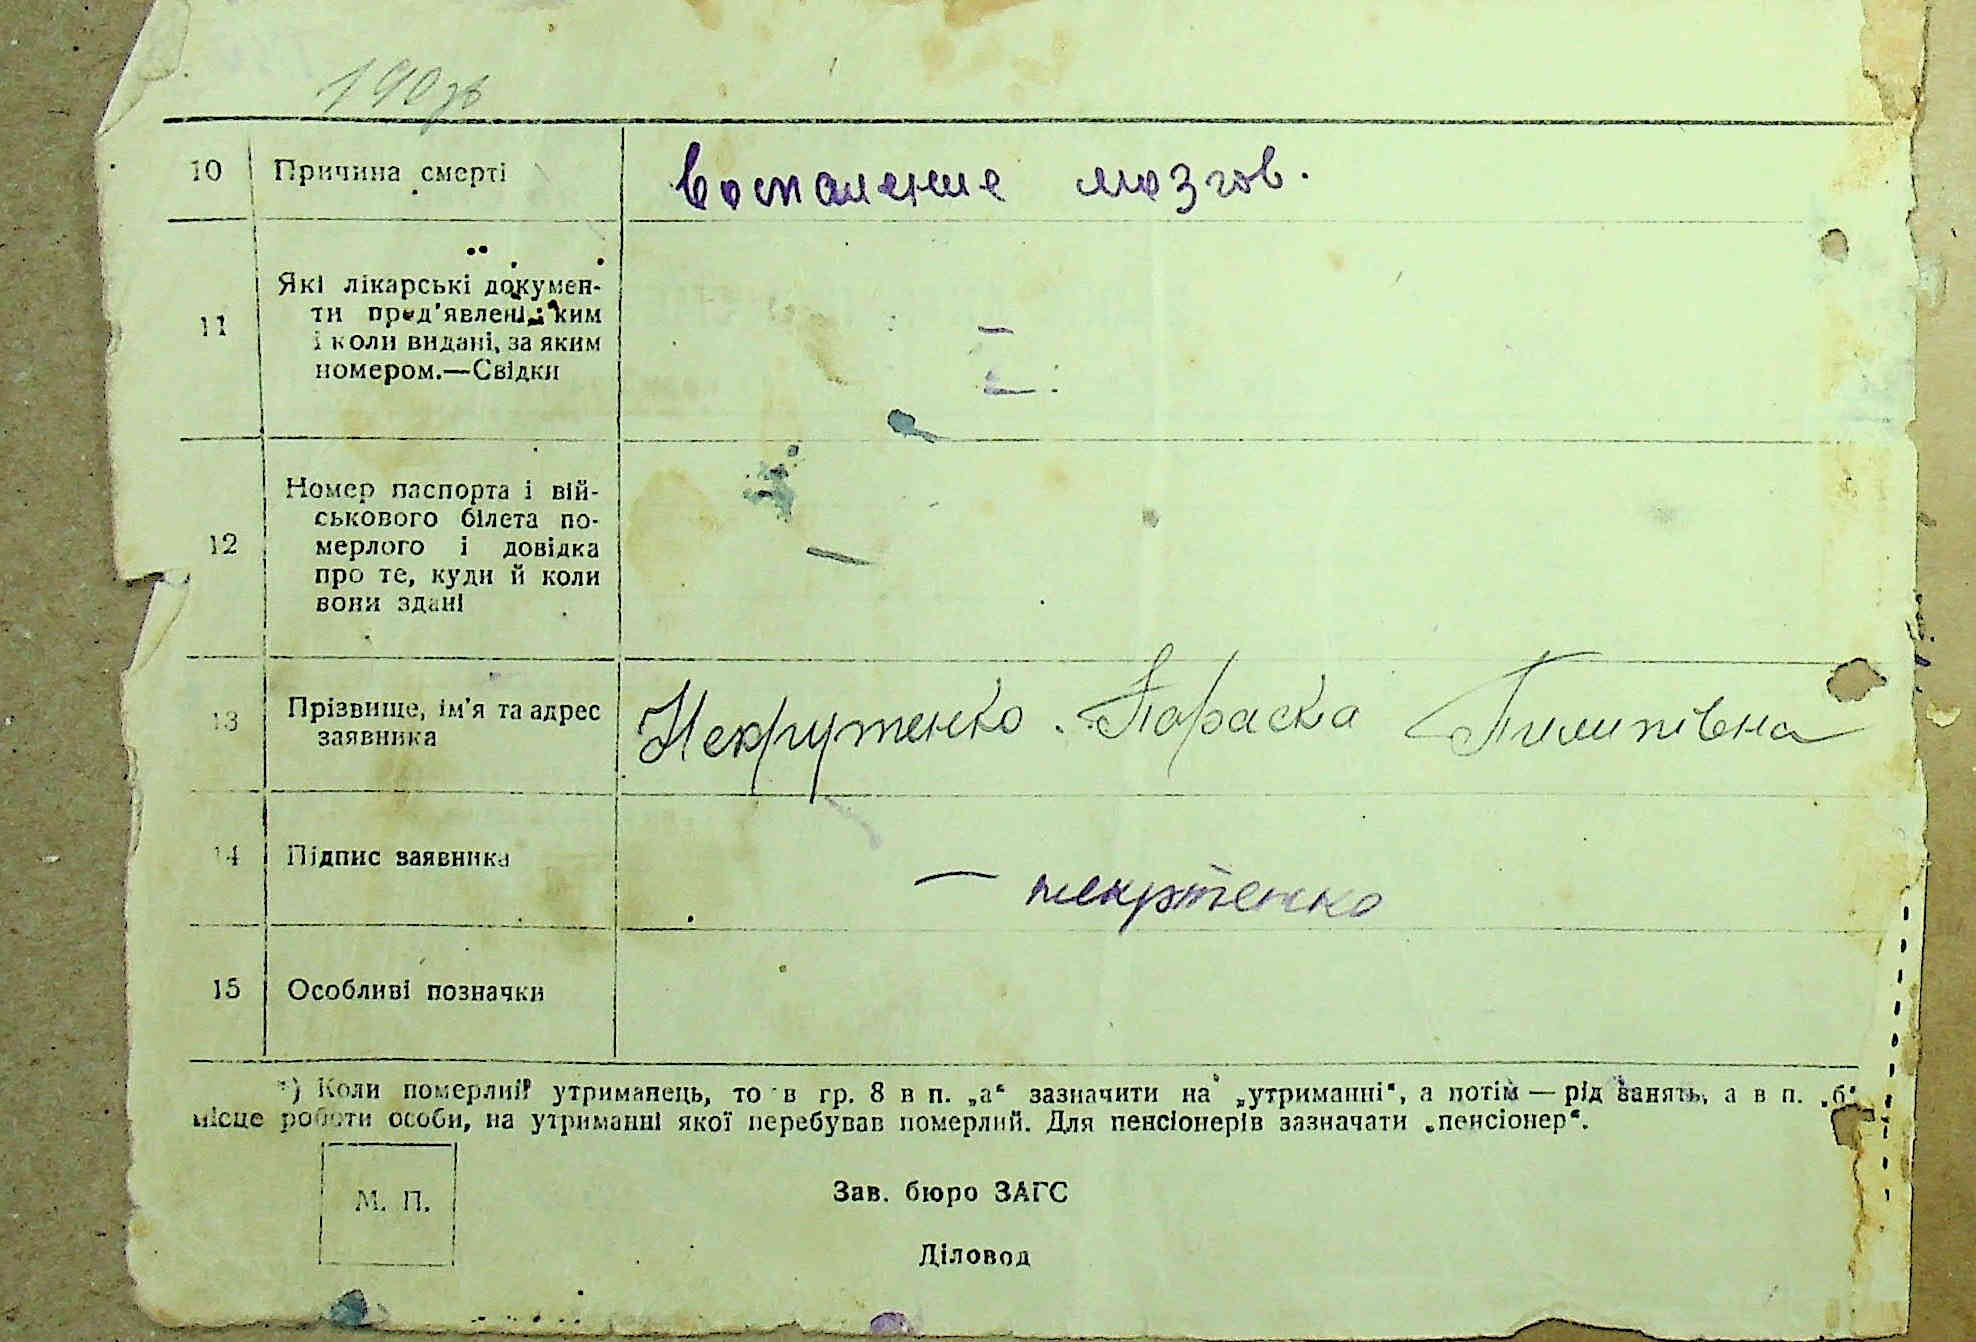 190зв
10 Причина смерті Воспаление мозгов.
11 Які лікарські докумен-
ти пред'явлені, ким
і коли видані, за яким
номером.—Свідки
12 Номер паспорта і вій-
ськового білета по-
мерлого і довідка
про те, куди й коли
вони здані —
13 Прізвище, ім'я та адрес Некрутенко Параска Пилипівна
заявника
14 Підпис заявника — некртенко
15 Особливі позначки
*) Коли померлий утриманець, то в гр. 8 в п. „а“ зазначити на „утриманні“, а потім — рід занять, а в п. „б“
місце роботи особи, на утриманні якої перебував померлий. Для пенсіонерів зазначати „пенсіонер“.
М. П.
Зав. бюро ЗАГС
Діловод